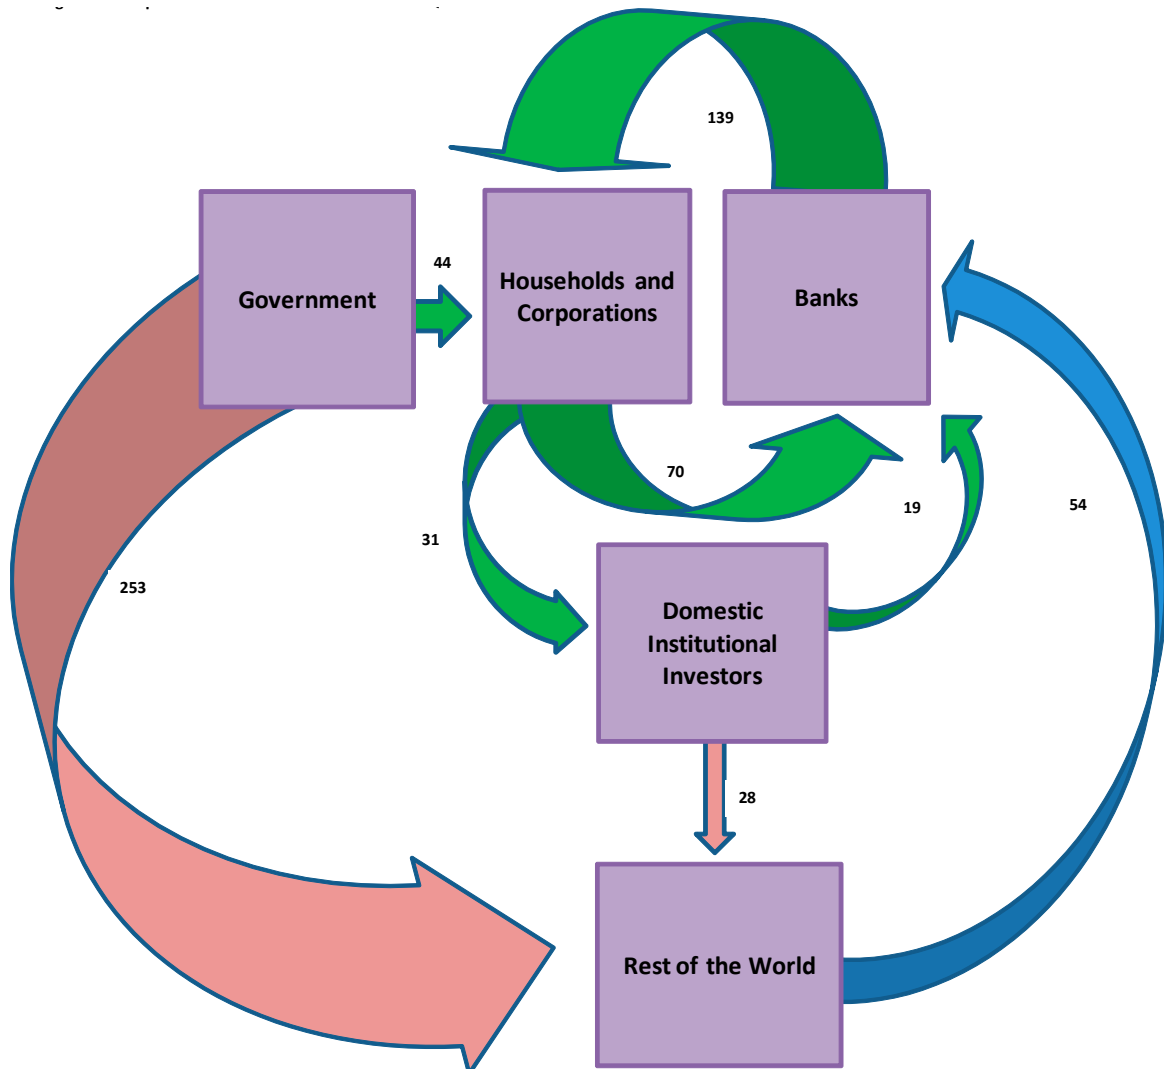 139
44
Government
Households and
Corporations
Banks
70
19
54
31
253
Domestic
Institutional
Investors
28
Rest of the World